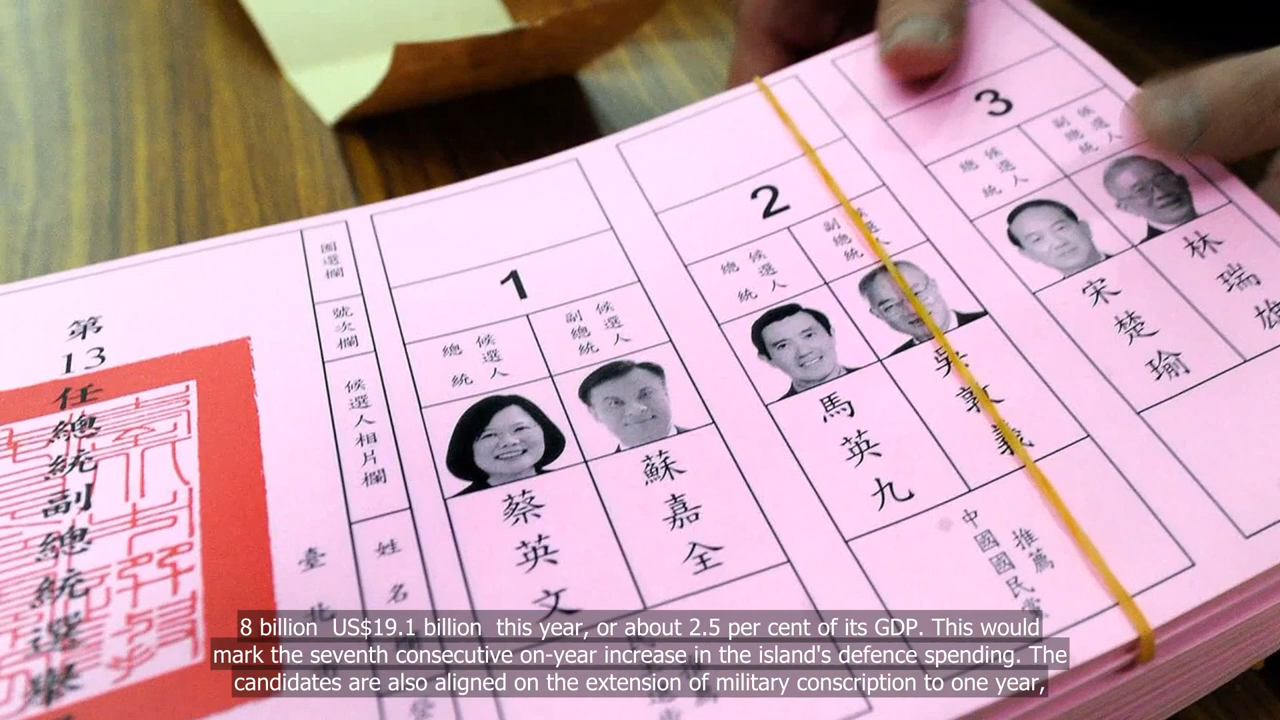 第13任總統副總統選舉
臺北
圈選欄
號次欄
候選人相片欄
姓名
1
總統候選人
副總統候選人
蔡英文
蘇嘉全
2
總統候選人
副總統候選人
馬英九
吳敦義
中國國民黨
推薦
3
總統候選人
副總統候選人
宋楚瑜
林瑞雄
8 billion  US$19.1 billion  this year, or about 2.5 per cent of its GDP. This would
mark the seventh consecutive on-year increase in the island's defence spending. The
candidates are also aligned on the extension of military conscription to one year,